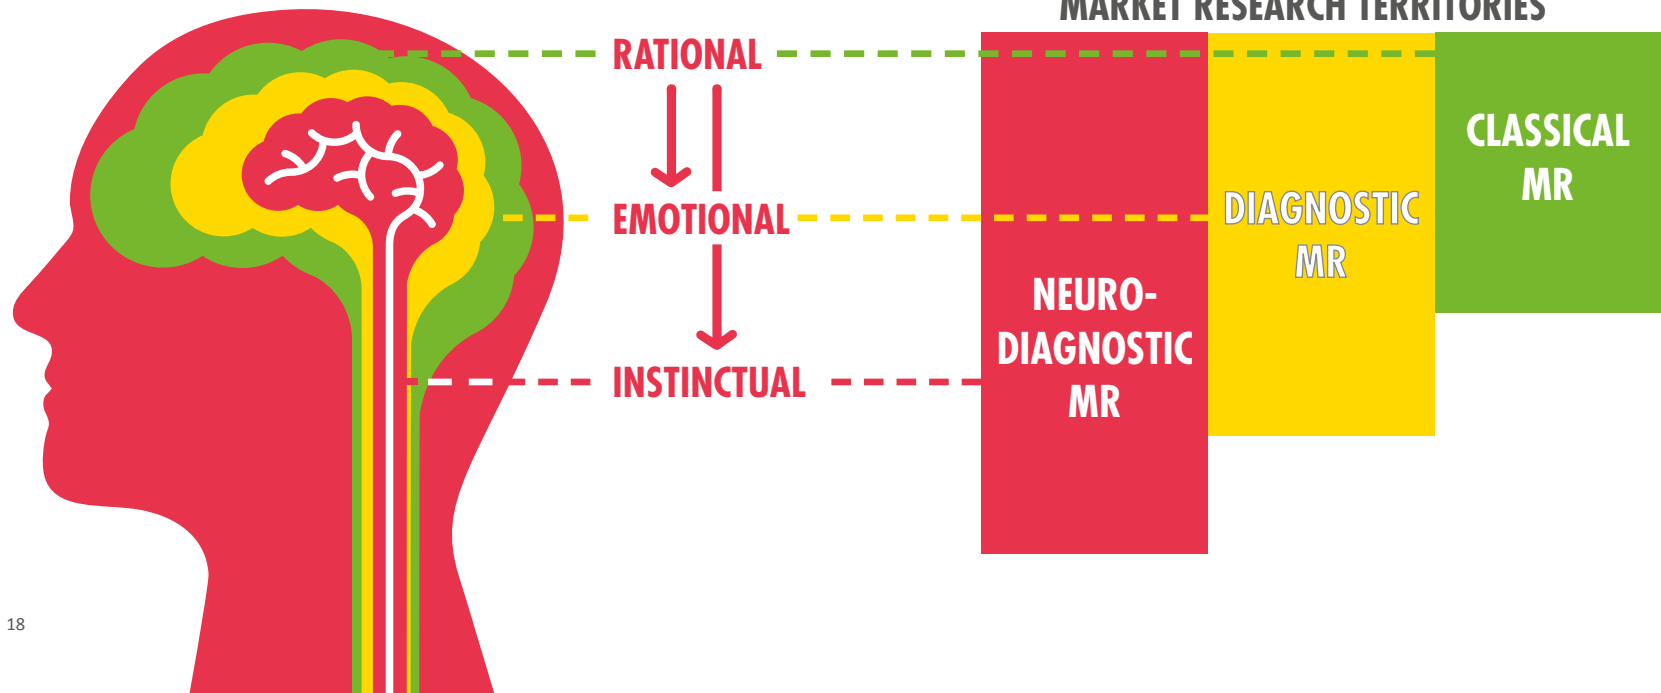 MARKET RESEARCH TERRITORIES
RATIONAL
EMOTIONAL
INSTINCTUAL
NEURO-
DIAGNOSTIC
MR
DIAGNOSTIC
MR
CLASSICAL
MR
18